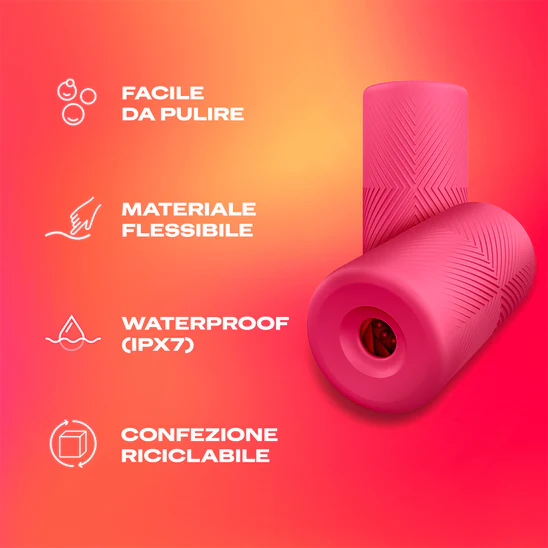 FACILE
DA PULIRE
MATERIALE
FLESSIBILE
WATERPROOF
(IPX7)
CONFEZIONE
RICICLABILE